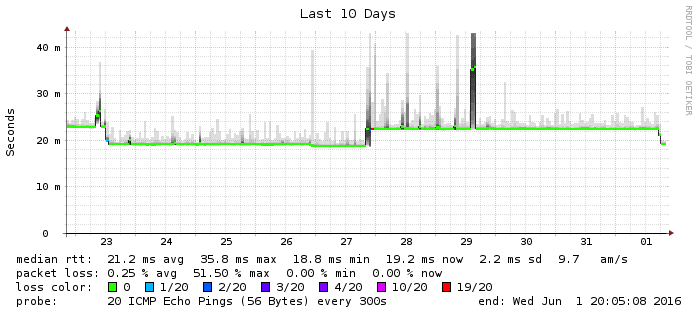 Last 10 Days
RRDTOOL / TOBI OETIKER
Seconds
40 m
30 m
20 m
10 m
0
23 24 25 26 27 28 29 30 31 01
median rtt: 21.2 ms avg 35.8 ms max 18.8 ms min 19.2 ms now 2.2 ms sd 9.7 am/s
packet loss: 0.25 % avg 51.50 % max 0.00 % min 0.00 % now
loss color: 0 1/20 2/20 3/20 4/20 10/20 19/20
probe: 20 ICMP Echo Pings (56 Bytes) every 300s end: Wed Jun 1 20:05:08 2016